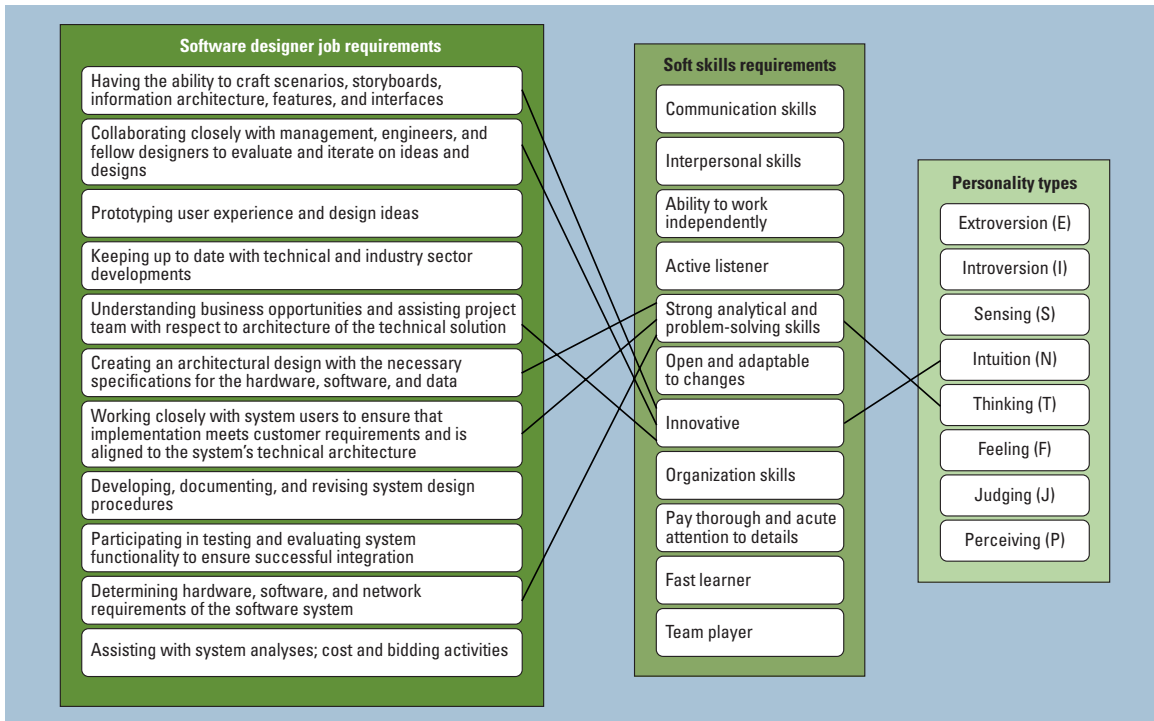 Software designer job requirements
Having the ability to craft scenarios, storyboards,
information architecture, features, and interfaces
Collaborating closely with management, engineers, and
fellow designers to evaluate and iterate on ideas and
designs
Prototyping user experience and design ideas
Keeping up to date with technical and industry sector
developments
Understanding business opportunities and assisting project
team with respect to architecture of the technical solution
Creating an architectural design with the necessary
specifications for the hardware, software, and data
Working closely with system users to ensure that
implementation meets customer requirements and is
aligned to the system's technical architecture
Developing, documenting, and revising system design
procedures
Participating in testing and evaluating system
functionality to ensure successful integration
Determining hardware, software, and network
requirements of the software system
Assisting with system analyses; cost and bidding activities
Soft skills requirements
Communication skills
Interpersonal skills
Ability to work
independently
Active listener
Strong analytical and
problem-solving skills
Open and adaptable
to changes
Innovative
Organization skills
Pay thorough and acute
attention to details
Fast learner
Team player
Personality types
Extroversion (E)
Introversion (I)
Sensing (S)
Intuition (N)
Thinking (T)
Feeling (F)
Judging (J)
Perceiving (P)